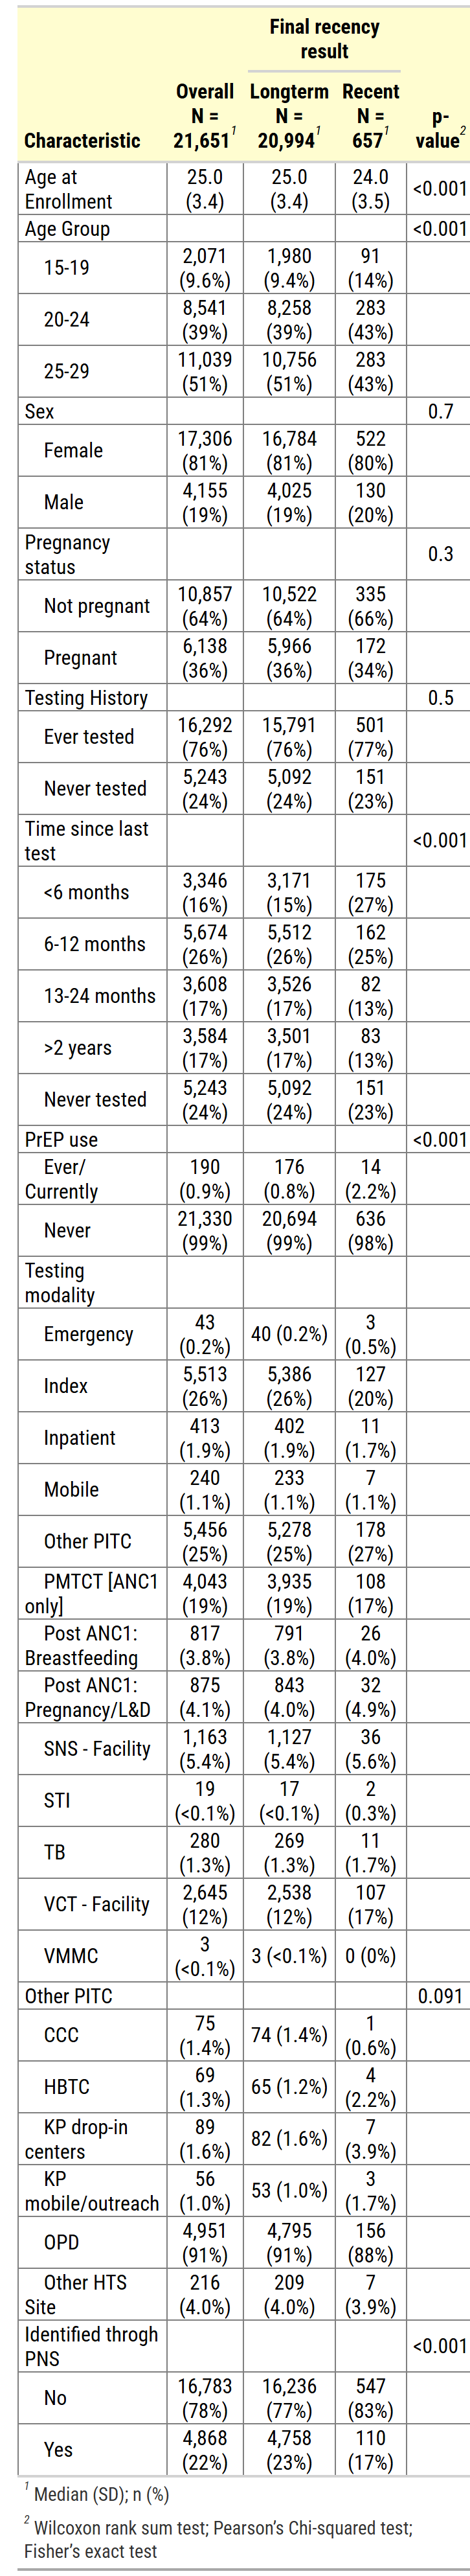 Final recency
result
Overall Longterm Recent
N = N = N = p-
Characteristic 21,651¹ 20,994¹ 657¹ value²
Age at 25.0 25.0 24.0 <0.001
Enrollment (3.4) (3.4) (3.5)
Age Group <0.001
15-19 2,071 1,980 91
(9.6%) (9.4%) (14%)
20-24 8,541 8,258 283
(39%) (39%) (43%)
25-29 11,039 10,756 283
(51%) (51%) (43%)
Sex 0.7
Female 17,306 16,784 522
(81%) (81%) (80%)
Male 4,155 4,025 130
(19%) (19%) (20%)
Pregnancy
status 0.3
Not pregnant 10,857 10,522 335
(64%) (64%) (66%)
Pregnant 6,138 5,966 172
(36%) (36%) (34%)
Testing History 0.5
Ever tested 16,292 15,791 501
(76%) (76%) (77%)
Never tested 5,243 5,092 151
(24%) (24%) (23%)
Time since last
test <0.001
<6 months 3,346 3,171 175
(16%) (15%) (27%)
6-12 months 5,674 5,512 162
(26%) (26%) (25%)
13-24 months 3,608 3,526 82
(17%) (17%) (13%)
>2 years 3,584 3,501 83
(17%) (17%) (13%)
Never tested 5,243 5,092 151
(24%) (24%) (23%)
PrEP use <0.001
Ever/ 190 176 14
Currently (0.9%) (0.8%) (2.2%)
Never 21,330 20,694 636
(99%) (99%) (98%)
Testing
modality
Emergency 43 40 (0.2%) 3
(0.2%) (0.5%)
Index 5,513 5,386 127
(26%) (26%) (20%)
Inpatient 413 402 11
(1.9%) (1.9%) (1.7%)
Mobile 240 233 7
(1.1%) (1.1%) (1.1%)
Other PITC 5,456 5,278 178
(25%) (25%) (27%)
PMTCT [ANC1 4,043 3,935 108
only] (19%) (19%) (17%)
Post ANC1: 817 791 26
Breastfeeding (3.8%) (3.8%) (4.0%)
Post ANC1: 875 843 32
Pregnancy/L&D (4.1%) (4.0%) (4.9%)
SNS - Facility 1,163 1,127 36
(5.4%) (5.4%) (5.6%)
STI 19 17 2
(<0.1%) (<0.1%) (0.3%)
TB 280 269 11
(1.3%) (1.3%) (1.7%)
VCT - Facility 2,645 2,538 107
(12%) (12%) (17%)
VMMC 3 3 (<0.1%) 0 (0%)
(<0.1%)
Other PITC 0.091
CCC 75 74 (1.4%) 1
(1.4%) (0.6%)
HBTC 69 65 (1.2%) 4
(1.3%) (2.2%)
KP drop-in 89 82 (1.6%) 7
centers (1.6%) (3.9%)
KP 56 53 (1.0%) 3
mobile/outreach (1.0%) (1.7%)
OPD 4,951 4,795 156
(91%) (91%) (88%)
Other HTS 216 209 7
Site (4.0%) (4.0%) (3.9%)
Identified throgh
PNS <0.001
No 16,783 16,236 547
(78%) (77%) (83%)
Yes 4,868 4,758 110
(22%) (23%) (17%)
¹ Median (SD); n (%)
² Wilcoxon rank sum test; Pearson's Chi-squared test;
Fisher's exact test